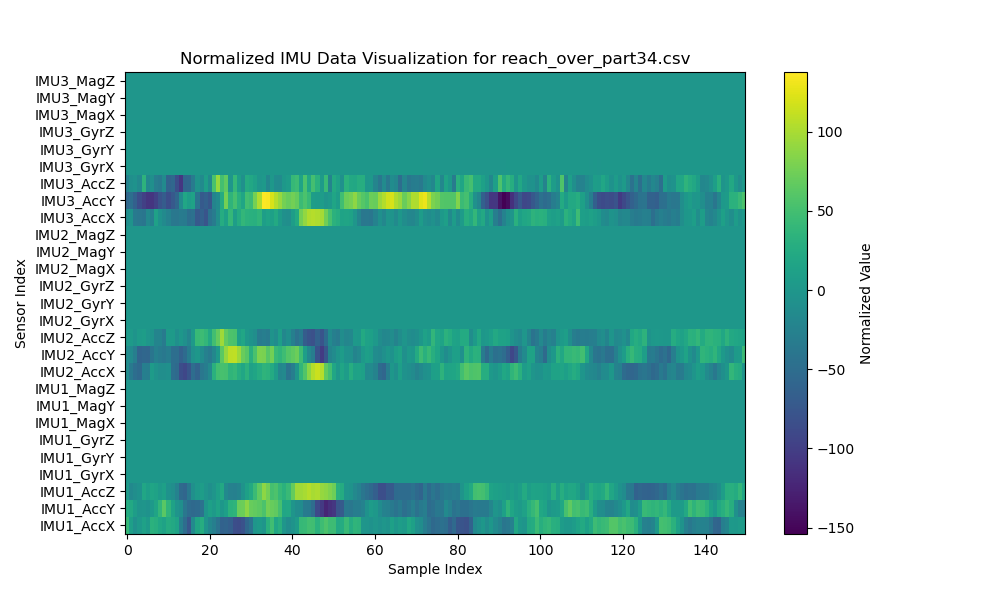 Normalized IMU Data Visualization for reach_over_part34.csv
Sensor Index
IMU3_MagZ
IMU3_MagY
IMU3_MagX
IMU3_GyrZ
IMU3_GyrY
IMU3_GyrX
IMU3_AccZ
IMU3_AccY
IMU3_AccX
IMU2_MagZ
IMU2_MagY
IMU2_MagX
IMU2_GyrZ
IMU2_GyrY
IMU2_GyrX
IMU2_AccZ
IMU2_AccY
IMU2_AccX
IMU1_MagZ
IMU1_MagY
IMU1_MagX
IMU1_GyrZ
IMU1_GyrY
IMU1_GyrX
IMU1_AccZ
IMU1_AccY
IMU1_AccX
0 20 40 60 80 100 120 140
Sample Index
100
50
0
−50
−100
−150
Normalized Value